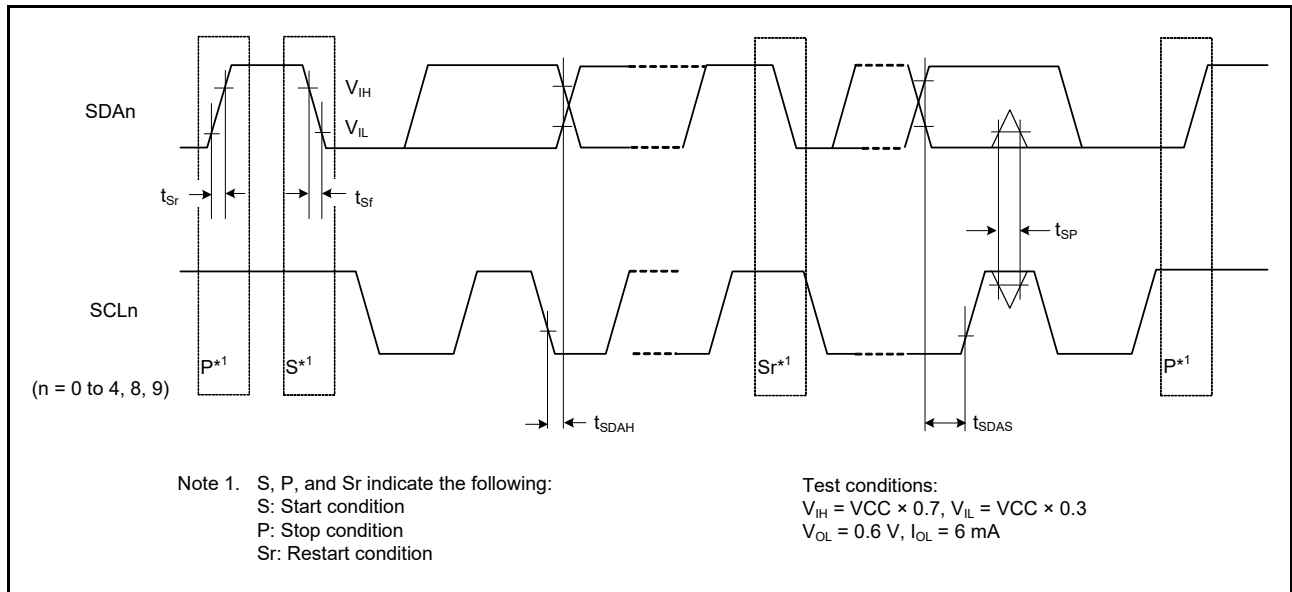 SDAn
V_IH
V_IL
t_Sr
t_Sf
t_SP
SCLn
P*1
S*1
Sr*1
P*1
(n = 0 to 4, 8, 9)
t_SDAH
t_SDAS
Note 1. S, P, and Sr indicate the following:
S: Start condition
P: Stop condition
Sr: Restart condition
Test conditions:
V_IH = VCC × 0.7, V_IL = VCC × 0.3
V_OL = 0.6 V, I_OL = 6 mA